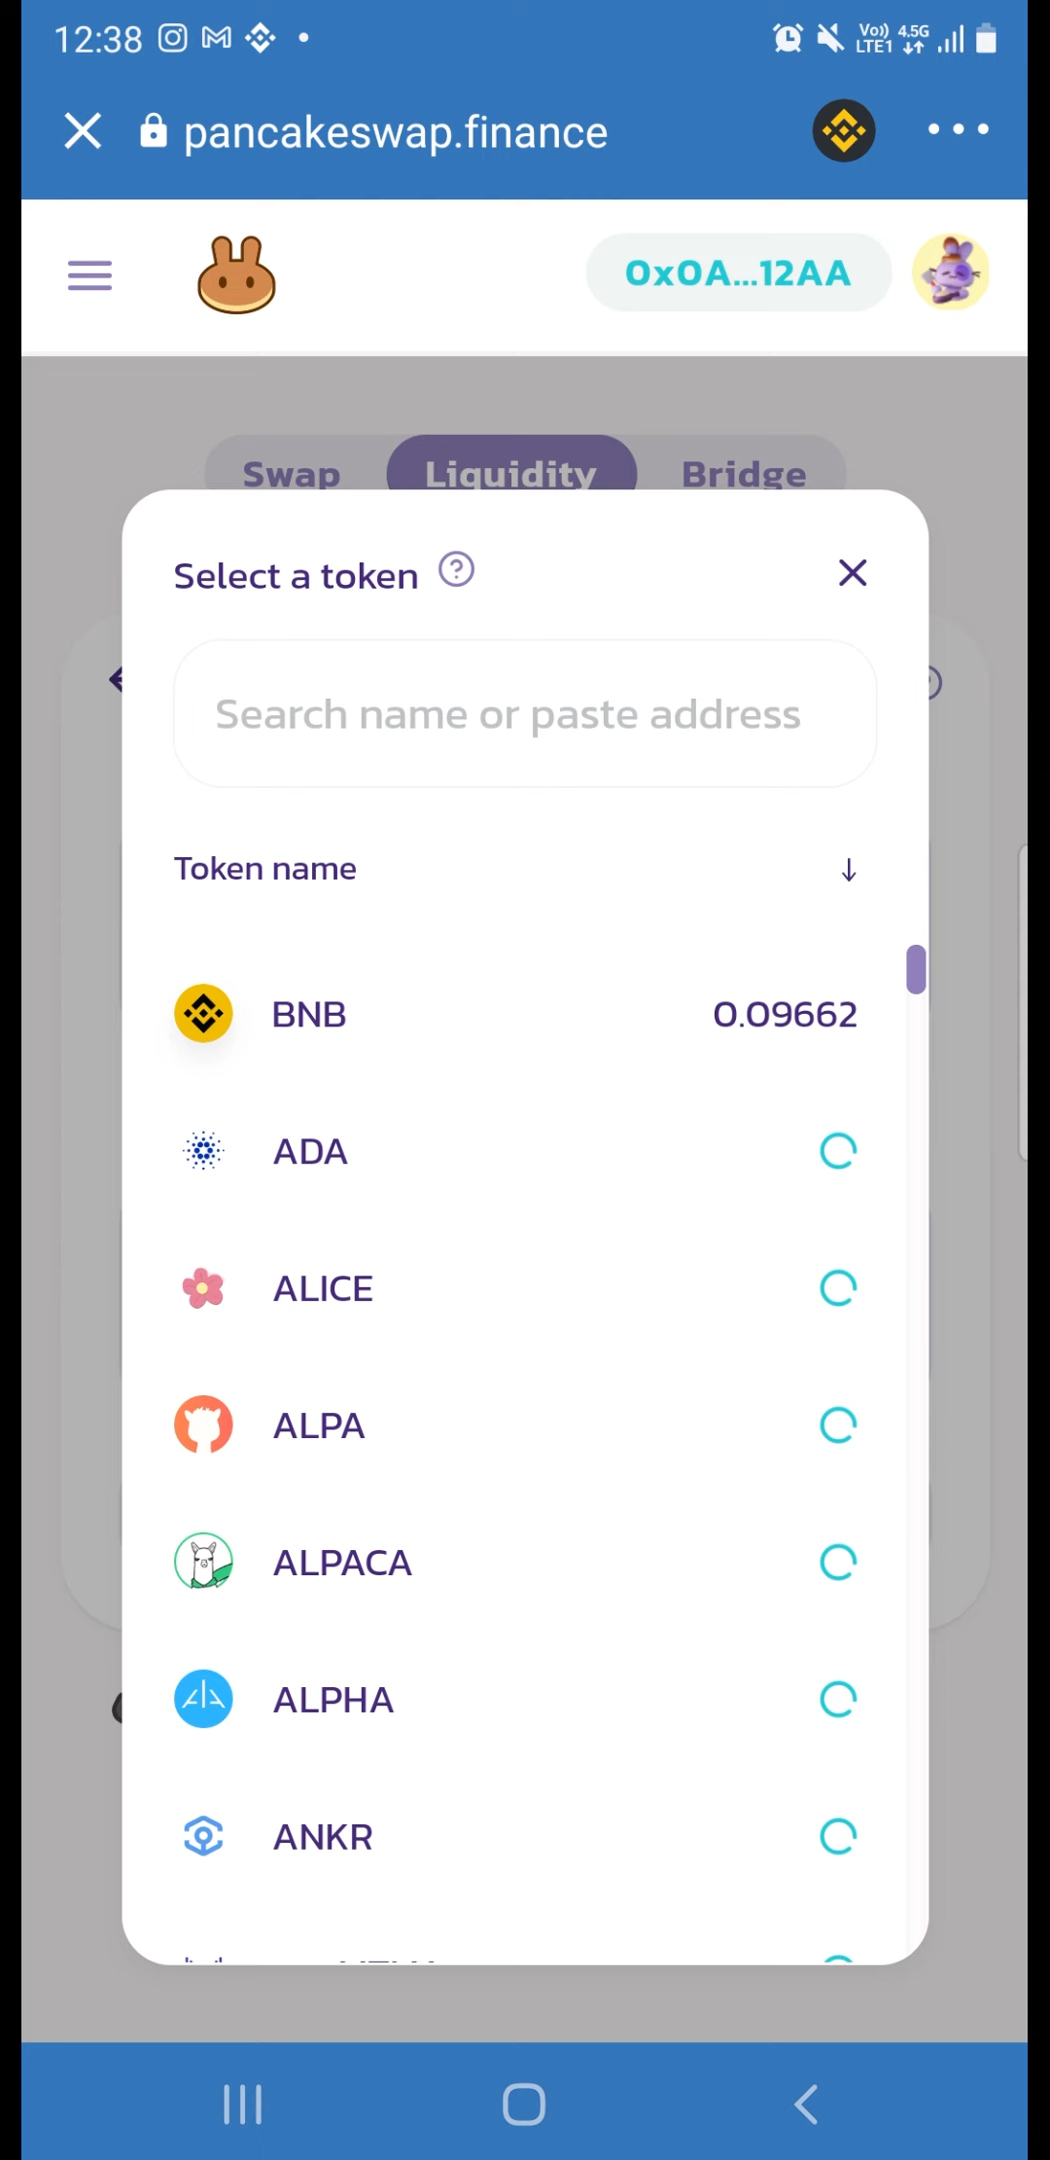 12:38
Vo)) 4.5G
LTE1
pancakeswap.finance
0x0A...12AA
Swap
Liquidity
Bridge
Select a token
Search name or paste address
Token name
BNB
0.09662
ADA
ALICE
ALPA
ALPACA
ALPHA
ANKR